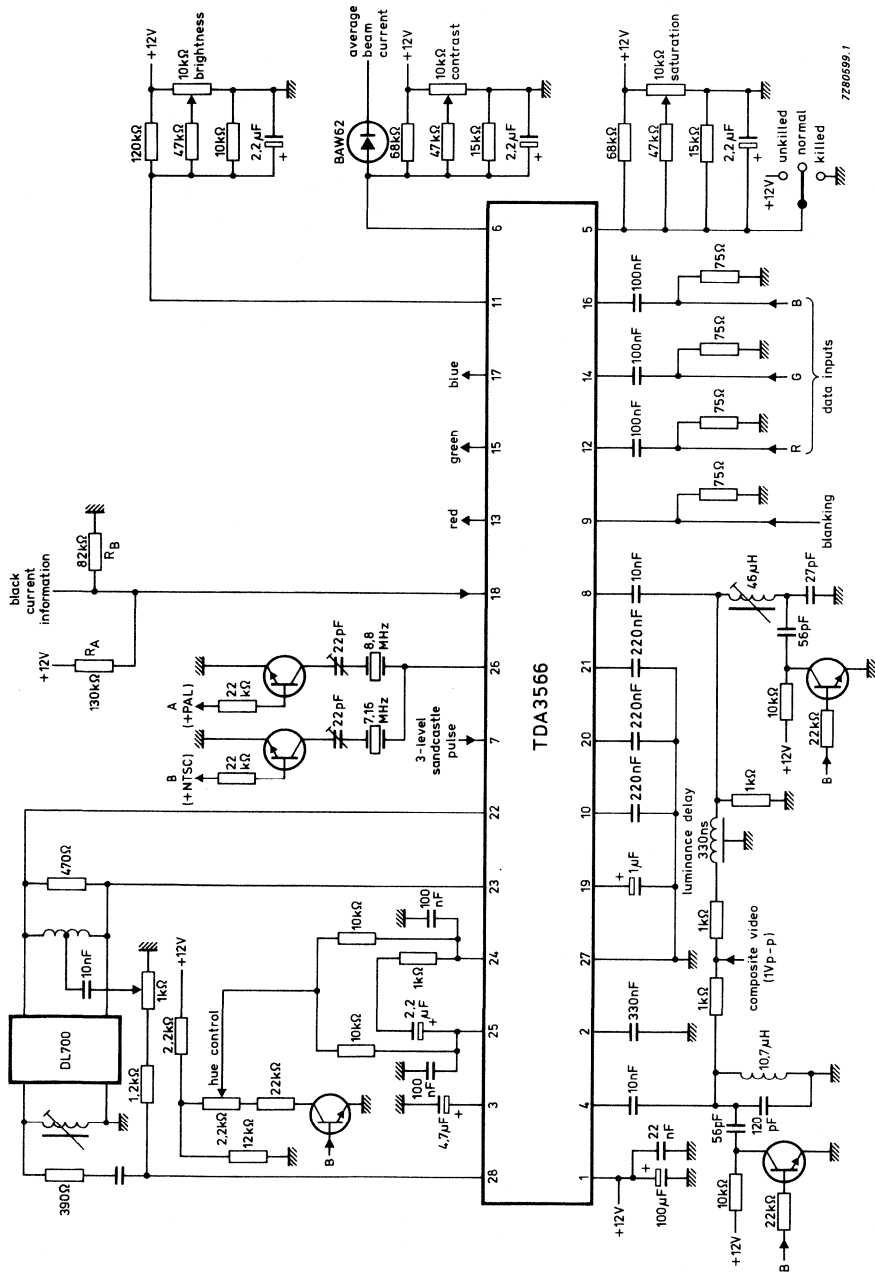 +12V
10kΩ
brightness
120kΩ
47kΩ
10kΩ
2,2µF
+
average
beam
current
BAW62
+12V
10kΩ
contrast
68kΩ
47kΩ
15kΩ
2,2µF
+
+12V
10kΩ
saturation
68kΩ
47kΩ
15kΩ
2,2µF
+
+12V
unkilled
normal
killed
7Z80699.1
black
current
information
82kΩ
RB
+12V
RA
130kΩ
blue
green
red
A
(+PAL)
22
kΩ
22pF
8,8
MHz
B
(+NTSC)
22
kΩ
22pF
7,16
MHz
3-level
sandcastle
pulse
DL700
470Ω
10nF
1kΩ
1,2kΩ
390Ω
+12V
2,2kΩ
hue control
2,2kΩ
12kΩ
22kΩ
B
10kΩ
100
nF
1kΩ
2,2
µF
+
10kΩ
100
nF
4,7µF
+
28
3
25
24
23
22
7
26
18
13
15
17
11
6
TDA3566
1
4
2
27
19
10
20
21
8
9
12
14
16
5
+12V
100µF
+
22
nF
10nF
330nF
+
1µF
220nF
220nF
220nF
10nF
100nF
100nF
100nF
75Ω
75Ω
75Ω
75Ω
blanking
R
G
B
data inputs
56pF
120
pF
10,7µH
10kΩ
+12V
22kΩ
B
1kΩ
composite video
(1Vp-p)
1kΩ
luminance delay
330ns
1kΩ
46µH
27pF
56pF
10kΩ
+12V
22kΩ
B